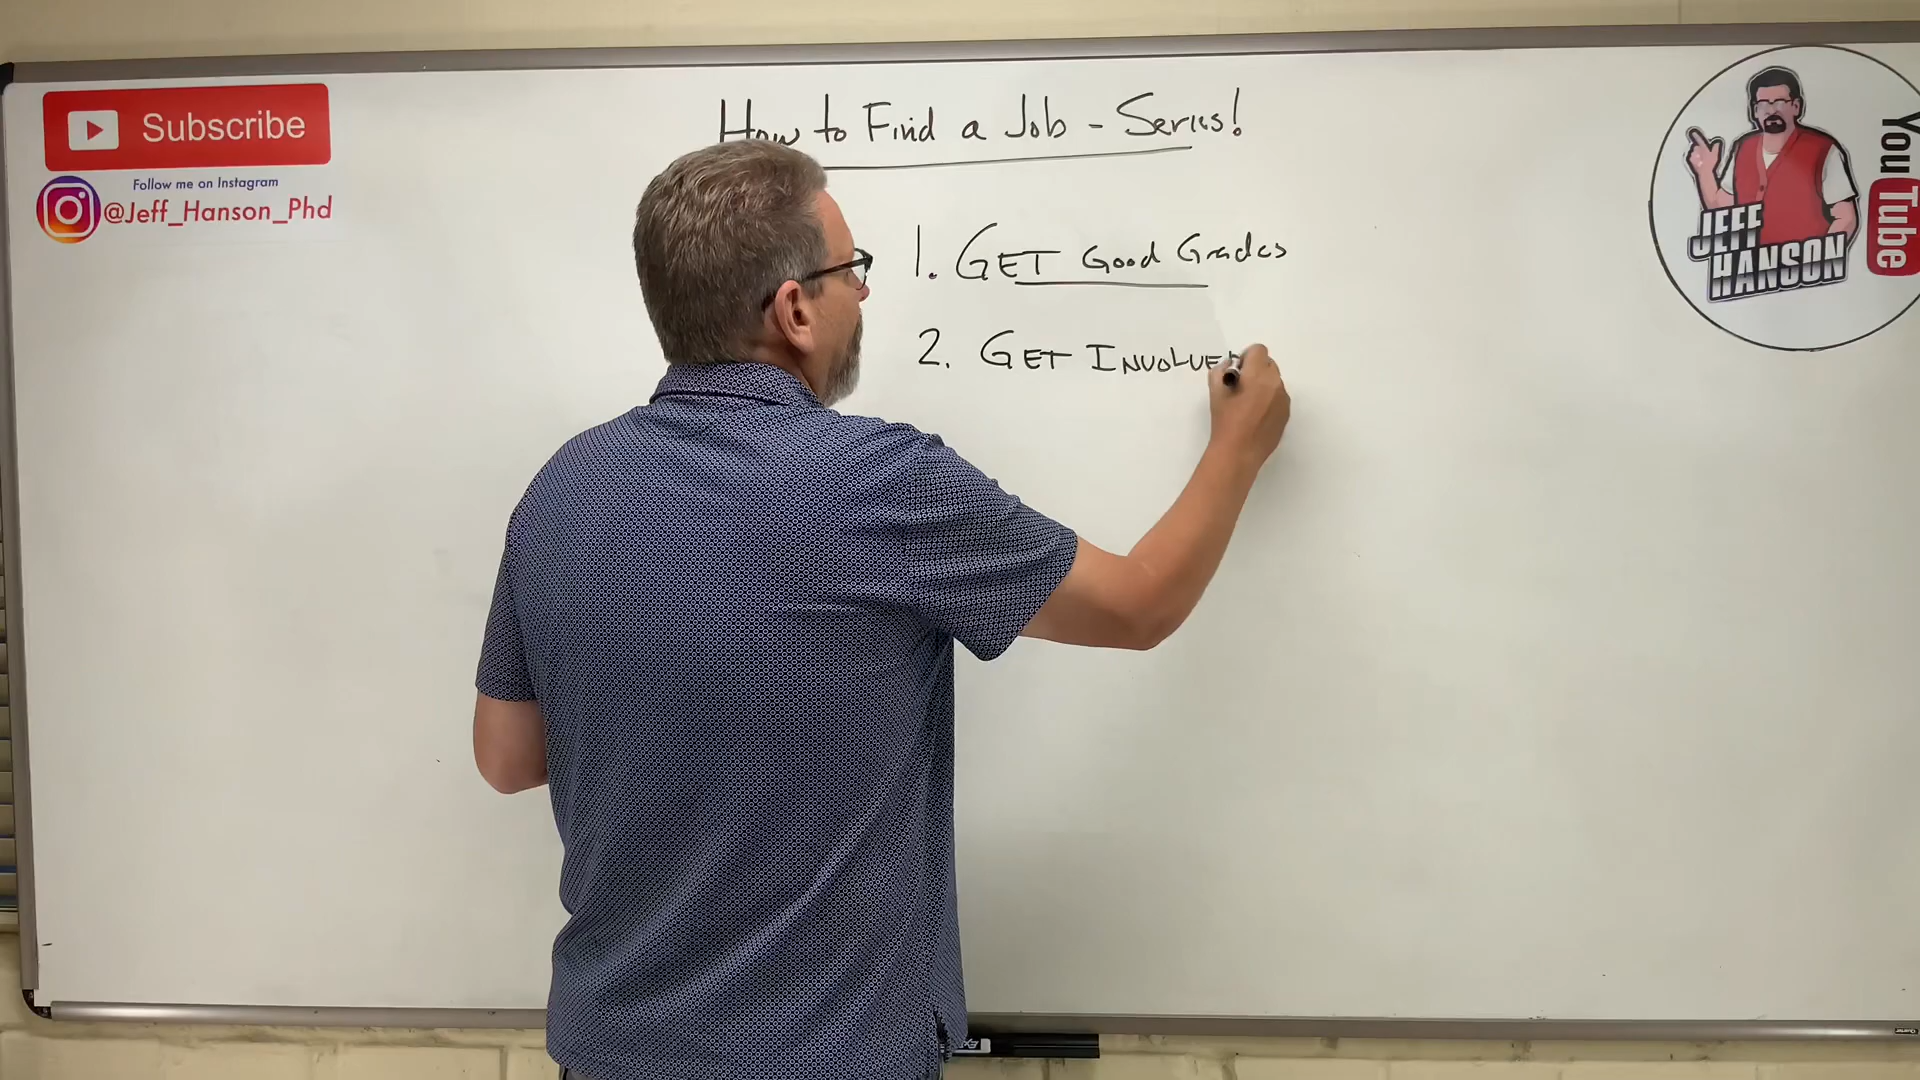 How to Find a Job - Series!
Subscribe
Follow me on Instagram
@Jeff_Hanson_Phd
1. GET Good Grades
2. GET INVOLVED
JEFF
HANSON
YouTube